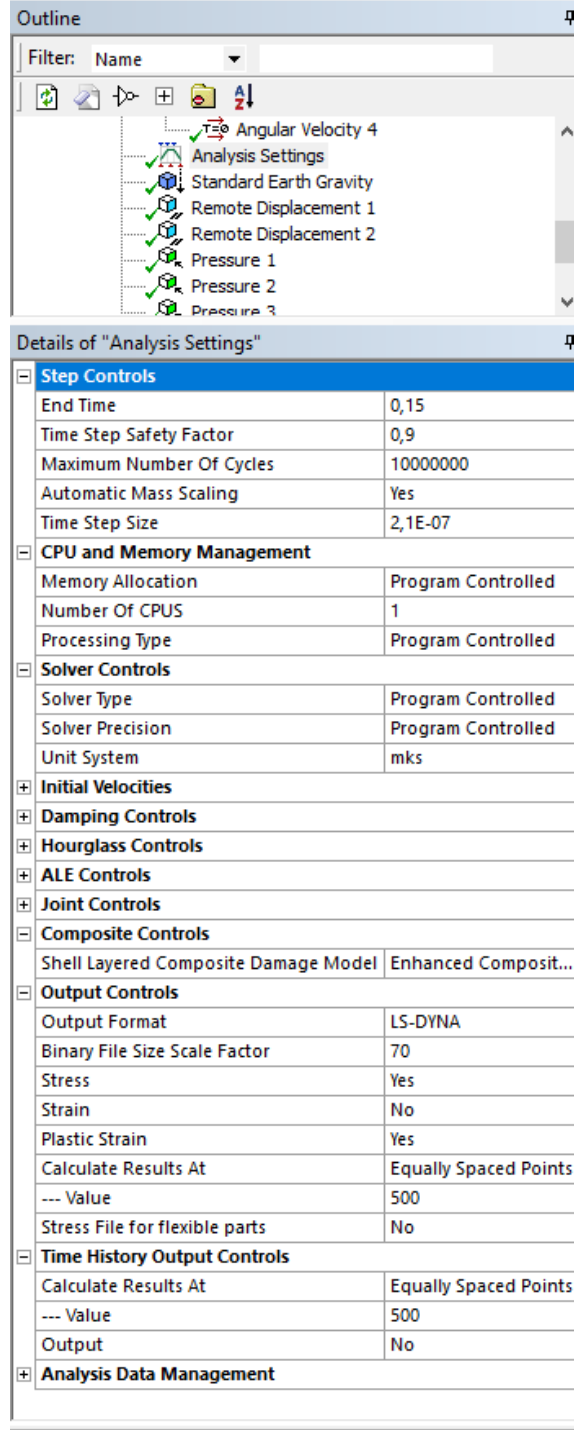 Outline
Filter: Name
Angular Velocity 4
Analysis Settings
Standard Earth Gravity
Remote Displacement 1
Remote Displacement 2
Pressure 1
Pressure 2
Pressure 3
Details of "Analysis Settings"
Step Controls
End Time 0,15
Time Step Safety Factor 0,9
Maximum Number Of Cycles 10000000
Automatic Mass Scaling Yes
Time Step Size 2,1E-07
CPU and Memory Management
Memory Allocation Program Controlled
Number Of CPUS 1
Processing Type Program Controlled
Solver Controls
Solver Type Program Controlled
Solver Precision Program Controlled
Unit System mks
Initial Velocities
Damping Controls
Hourglass Controls
ALE Controls
Joint Controls
Composite Controls
Shell Layered Composite Damage Model Enhanced Composit...
Output Controls
Output Format LS-DYNA
Binary File Size Scale Factor 70
Stress Yes
Strain No
Plastic Strain Yes
Calculate Results At Equally Spaced Points
--- Value 500
Stress File for flexible parts No
Time History Output Controls
Calculate Results At Equally Spaced Points
--- Value 500
Output No
Analysis Data Management